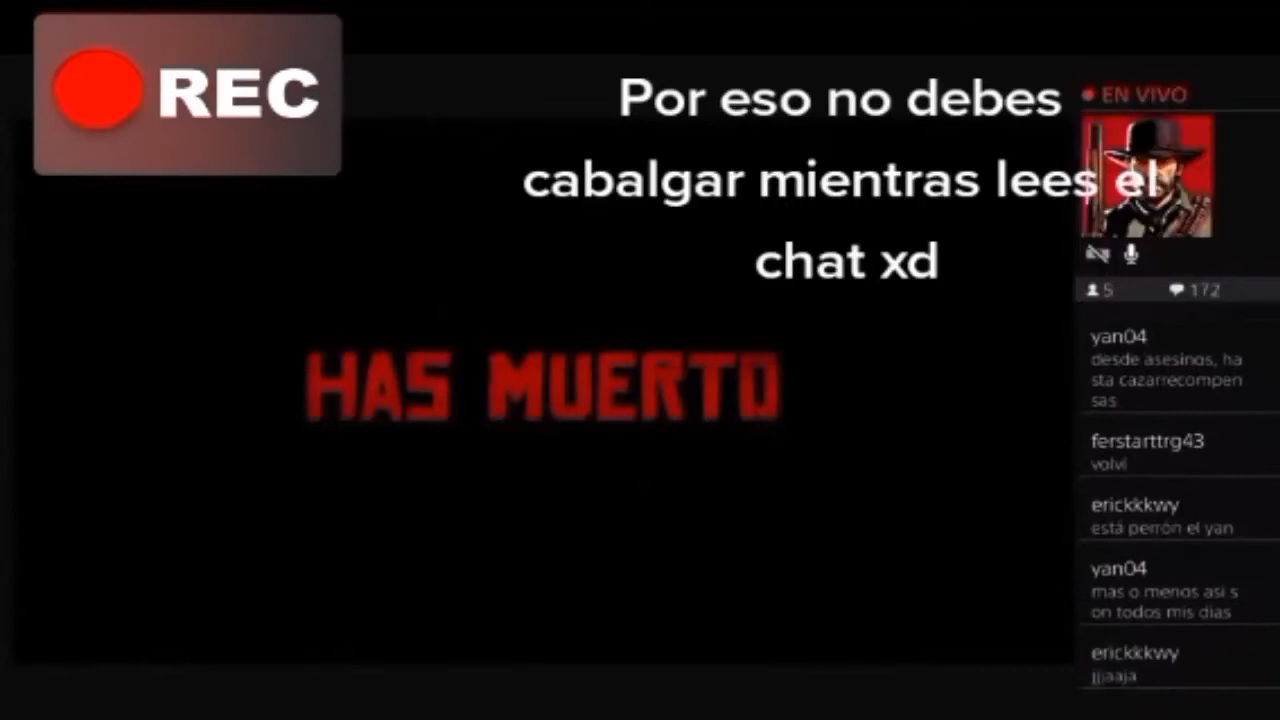 REC
Por eso no debes
cabalgar mientras lees el
chat xd
EN VIVO
5 172
HAS MUERTO
yan04
desde asesinos, ha
sta cazarrecompen
sas
ferstarttrg43
volví
erickkkwy
está perrón el yan
yan04
mas o menos asi s
on todos mis dias
erickkkwy
jjjaaja